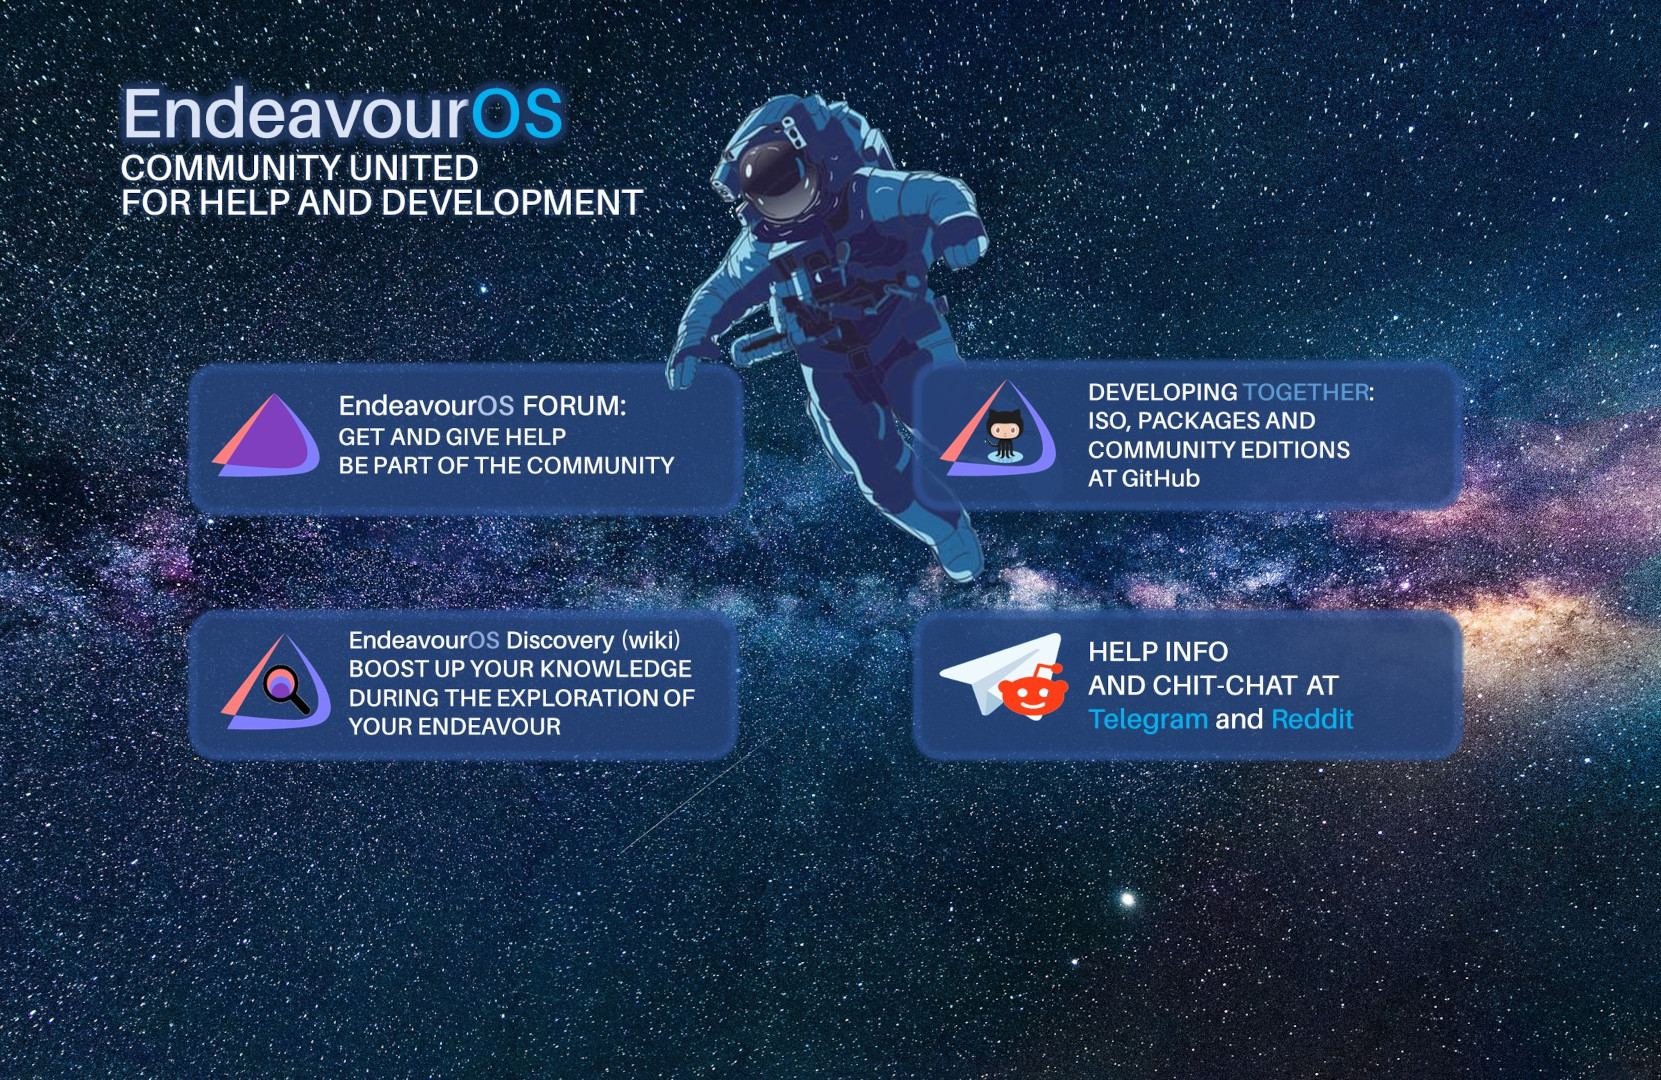 EndeavourOS
COMMUNITY UNITED
FOR HELP AND DEVELOPMENT
EndeavourOS FORUM:
GET AND GIVE HELP
BE PART OF THE COMMUNITY
DEVELOPING TOGETHER:
ISO, PACKAGES AND
COMMUNITY EDITIONS
AT GitHub
EndeavourOS Discovery (wiki)
BOOST UP YOUR KNOWLEDGE
DURING THE EXPLORATION OF
YOUR ENDEAVOUR
HELP INFO
AND CHIT-CHAT AT
Telegram and Reddit